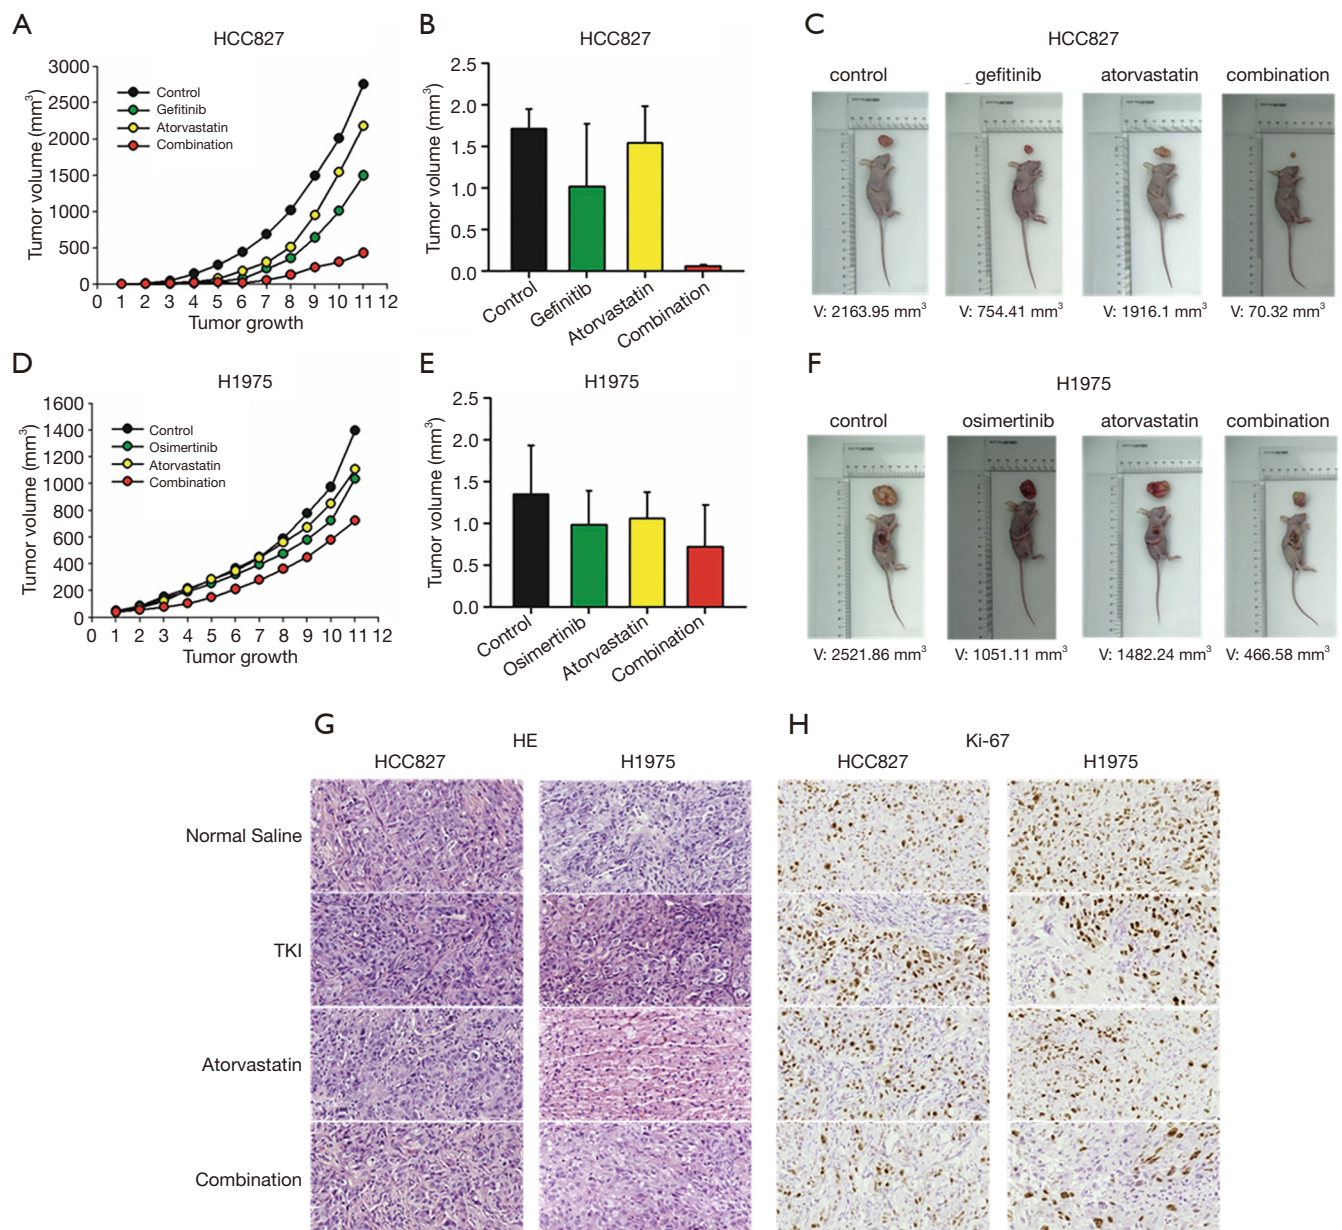 A
HCC827
Tumor volume (mm³)
3000
2500
2000
1500
1000
500
0
Control
Gefitinib
Atorvastatin
Combination
0 1 2 3 4 5 6 7 8 9 10 11 12
Tumor growth
B
HCC827
Tumor volume (mm³)
2.5
2.0
1.5
1.0
0.5
0.0
Control
Gefinitib
Atorvastatin
Combination
C
HCC827
control gefitinib atorvastatin combination
V: 2163.95 mm³ V: 754.41 mm³ V: 1916.1 mm³ V: 70.32 mm³
D
H1975
Tumor volume (mm³)
1600
1400
1200
1000
800
600
400
200
0
Control
Osimertinib
Atorvastatin
Combination
0 1 2 3 4 5 6 7 8 9 10 11 12
Tumor growth
E
H1975
Tumor volume (mm³)
2.5
2.0
1.5
1.0
0.5
0.0
Control
Osimertinib
Atorvastatin
Combination
F
H1975
control osimertinib atorvastatin combination
V: 2521.86 mm³ V: 1051.11 mm³ V: 1482.24 mm³ V: 466.58 mm³
G
HE
HCC827 H1975
H
Ki-67
HCC827 H1975
Normal Saline
TKI
Atorvastatin
Combination